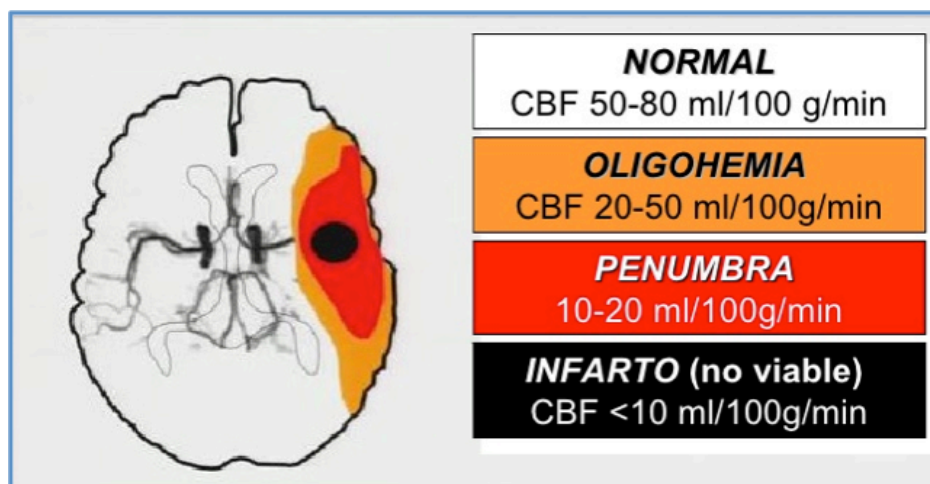 NORMAL
CBF 50-80 ml/100 g/min
OLIGOHEMIA
CBF 20-50 ml/100g/min
PENUMBRA
10-20 ml/100g/min
INFARTO (no viable)
CBF <10 ml/100g/min